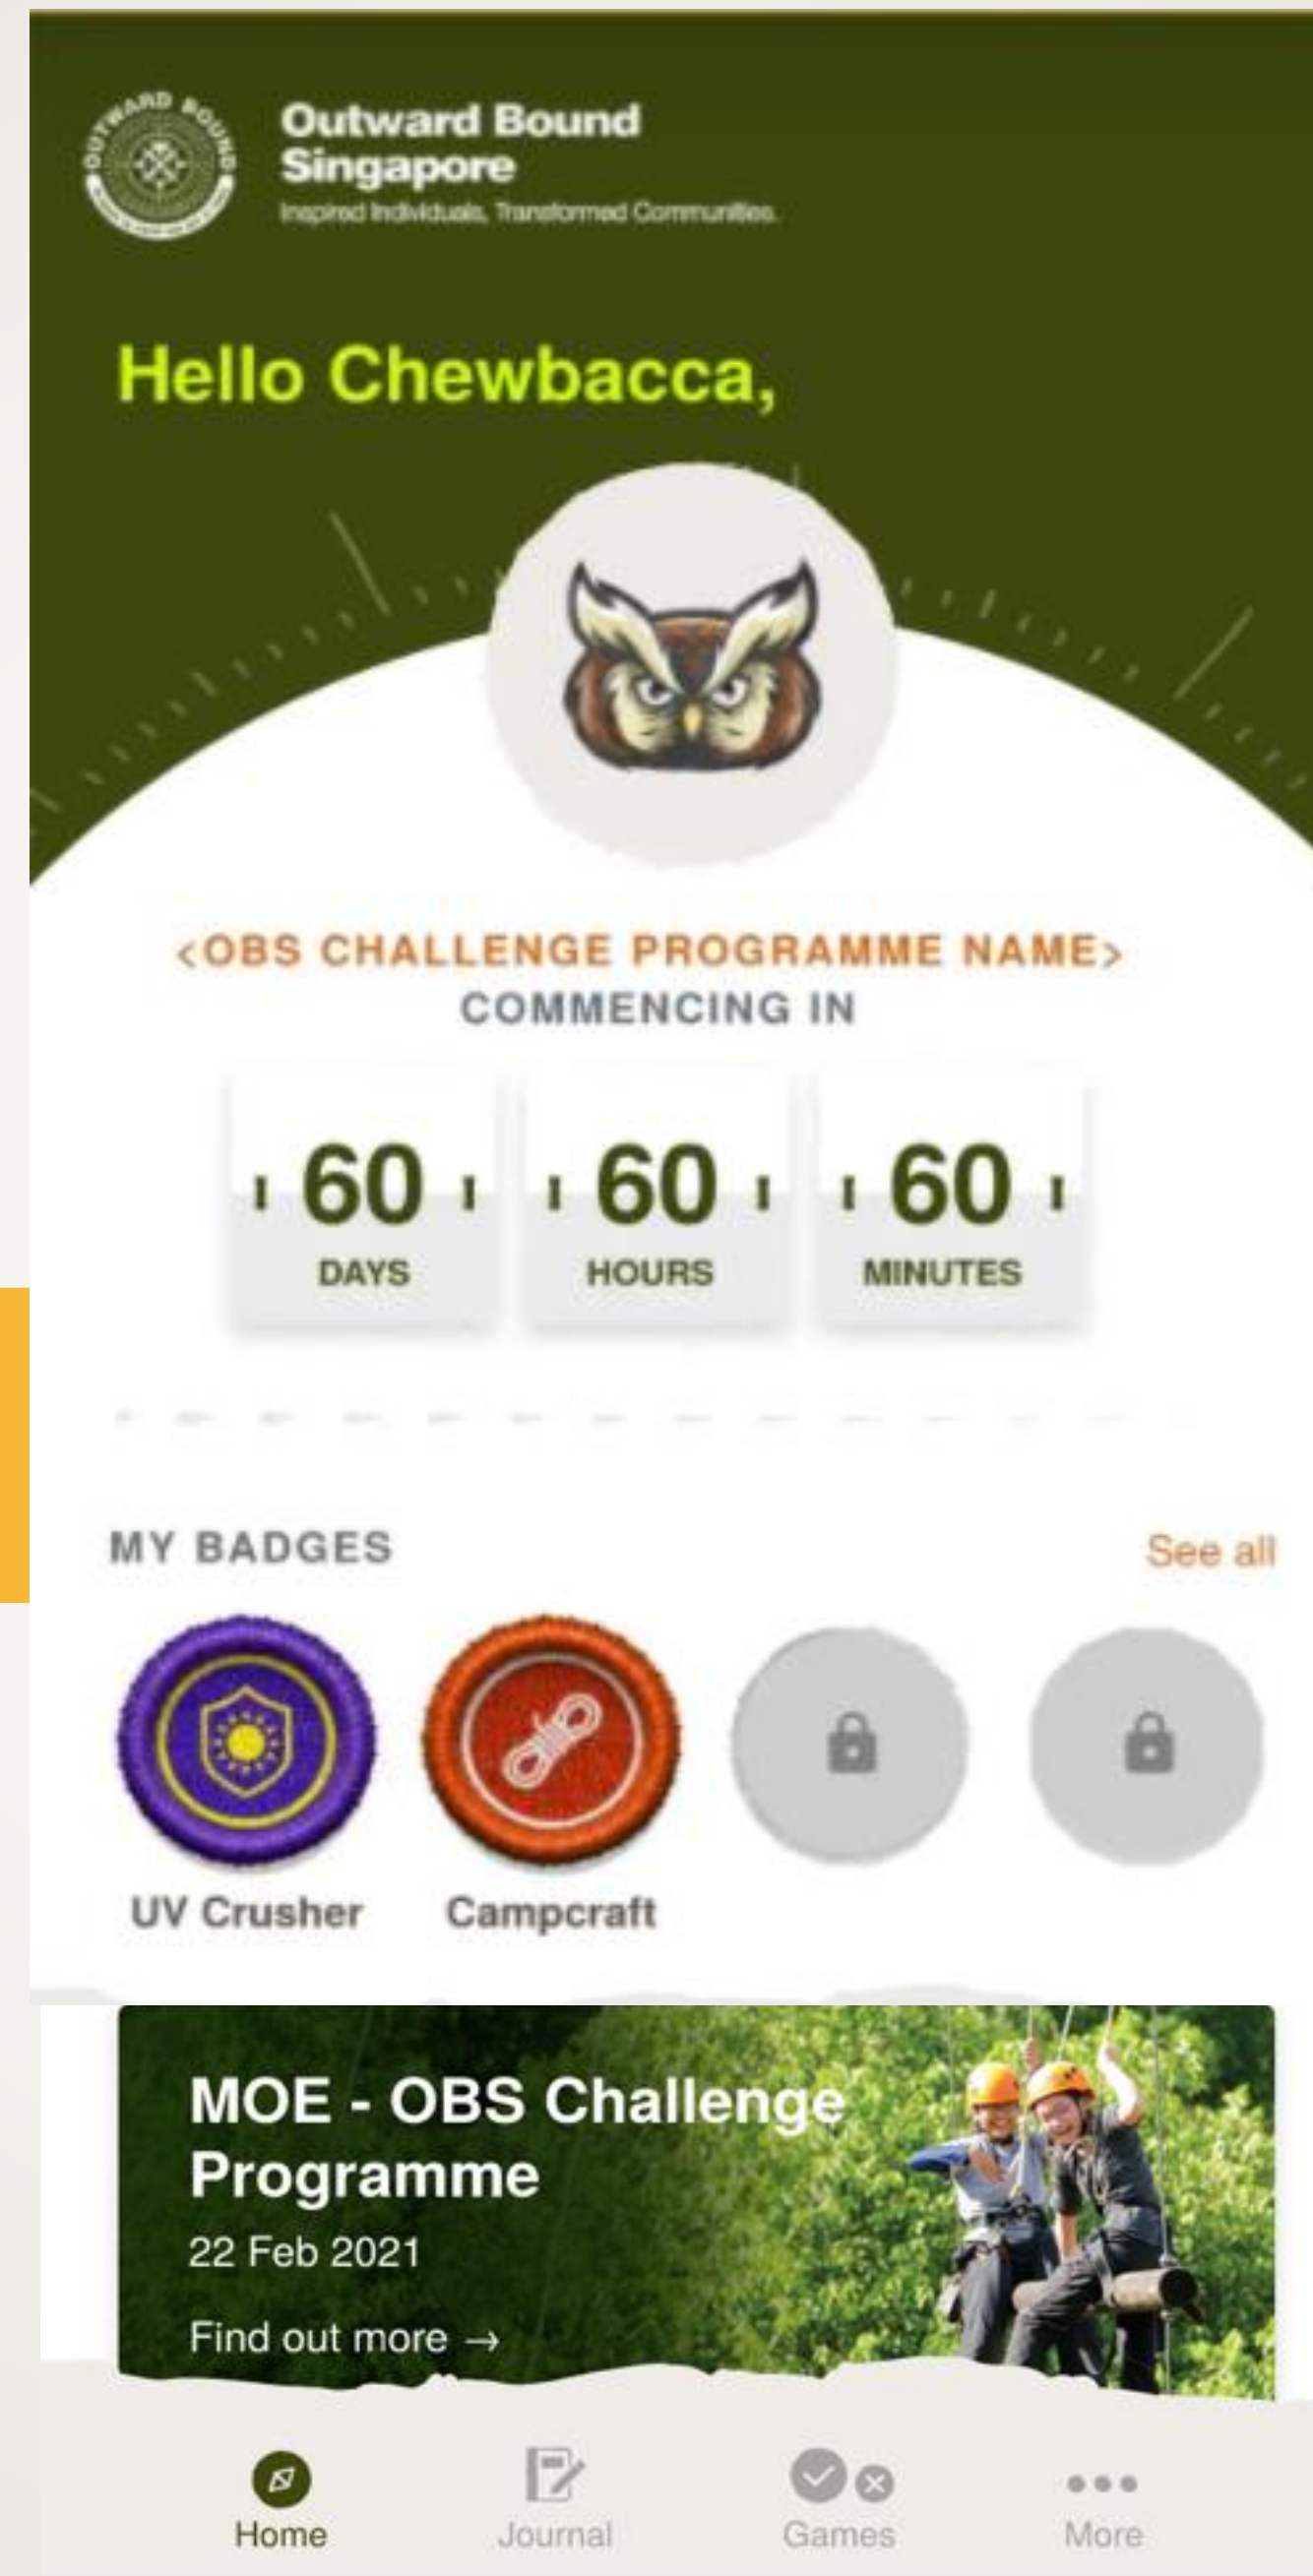 OUTWARD BOUND
Outward Bound
Singapore
Inspired Individuals, Transformed Communities.
Hello Chewbacca,
<OBS CHALLENGE PROGRAMME NAME>
COMMENCING IN
60 60 60
DAYS HOURS MINUTES
MY BADGES See all
UV Crusher Campcraft
MOE - OBS Challenge
Programme
22 Feb 2021
Find out more →
Home Journal Games More